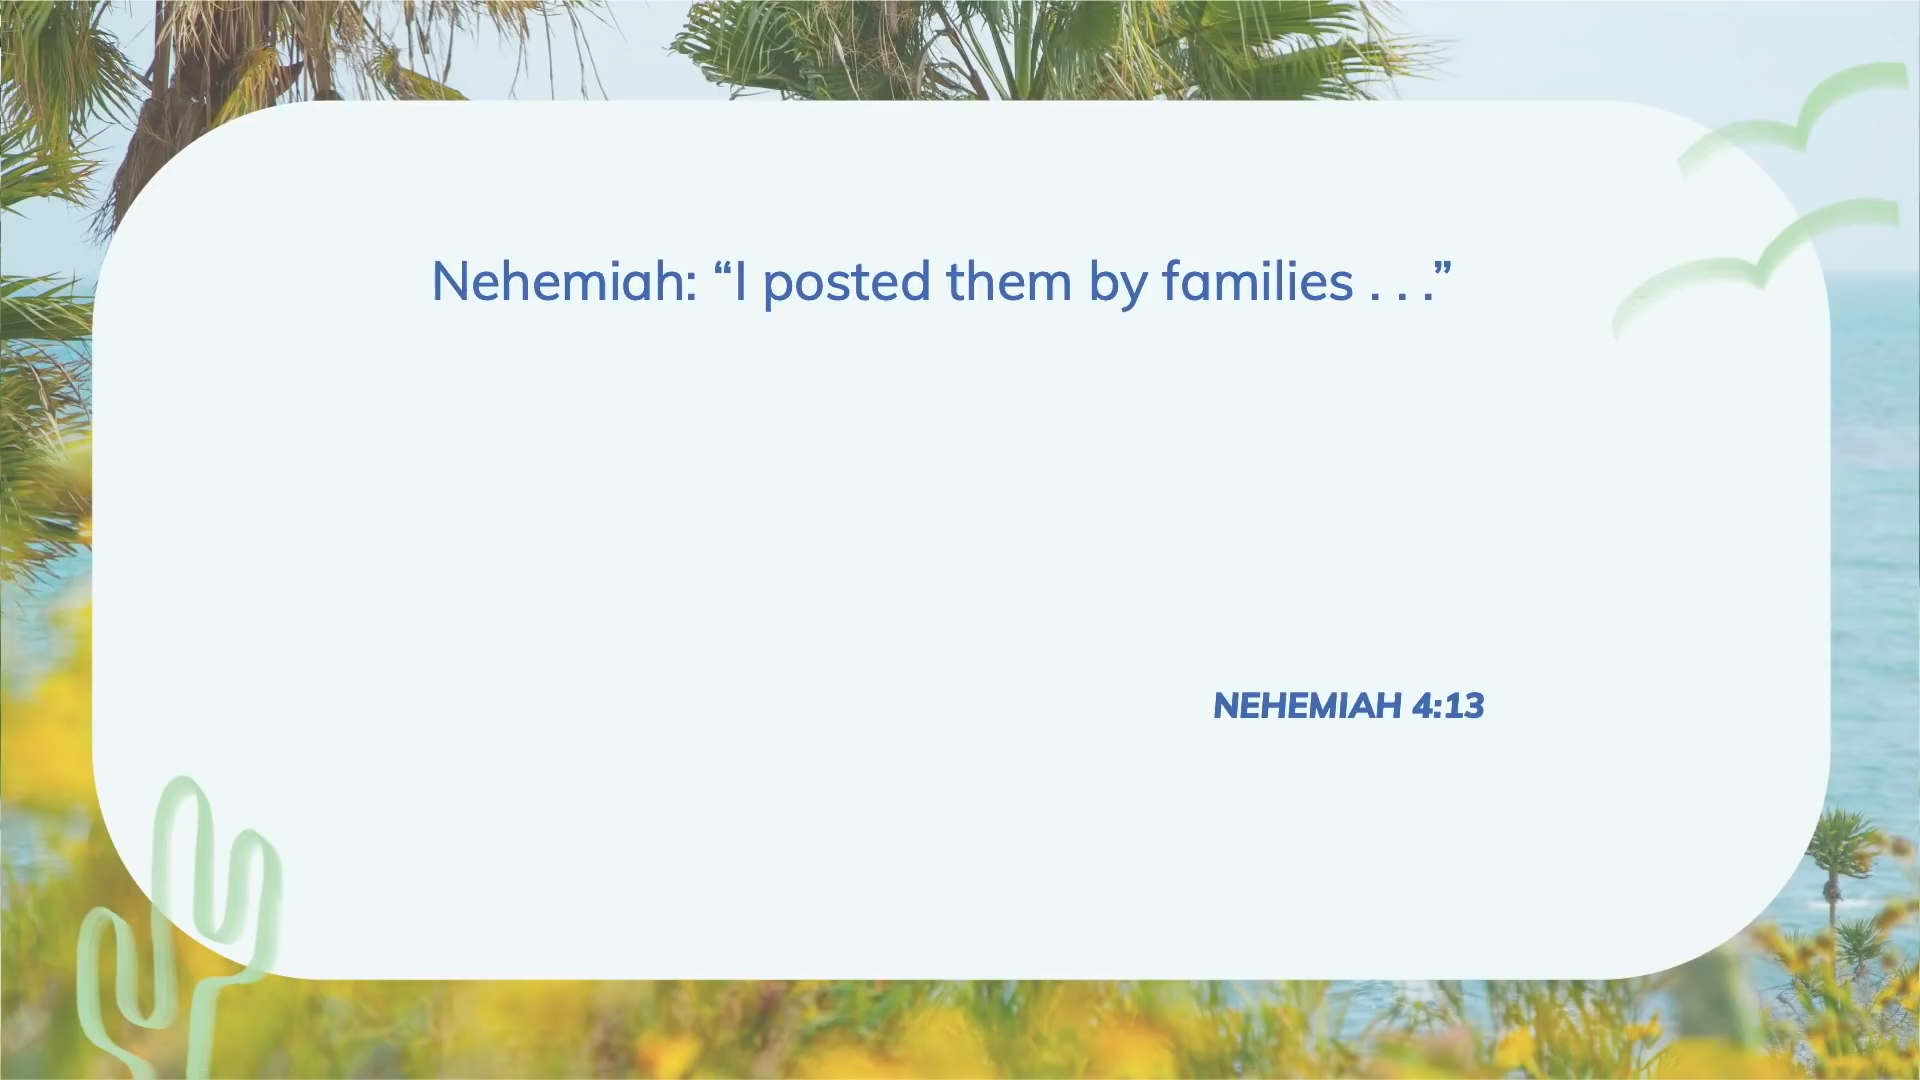 Nehemiah: “I posted them by families . . .”
NEHEMIAH 4:13